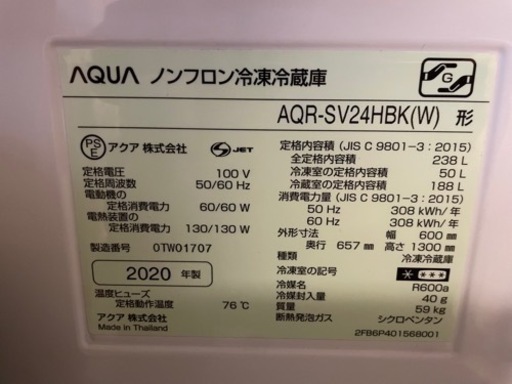 AQUA ノンフロン冷凍冷蔵庫
G
AQR-SV24HBK(W) 形
PS
E
アクア 株式会社
S JET
定格電圧 100 V
定格周波数 50/60 Hz
電動機の
定格消費電力 60/60 W
電熱装置の
定格消費電力 130/130 W
製造番号 0TW01707
2020 年製
温度ヒューズ
定格動作温度 76℃
アクア 株式会社
Made in Thailand
定格内容積 (JIS C 9801-3 : 2015)
全定格内容積 238 L
冷凍室の定格内容積 50 L
冷蔵室の定格内容積 188 L
消費電力量 (JIS C 9801-3 : 2015)
50 Hz 308 kWh/年
60 Hz 308 kWh/年
外形寸法 幅 600 mm
奥行 657 mm 高さ 1300 mm
種類 冷凍冷蔵庫
冷凍室の記号 * ***
冷媒 R600a
冷媒封入量 40 g
質量 59 kg
断熱発泡ガス シクロペンタン
2FB6P401568001